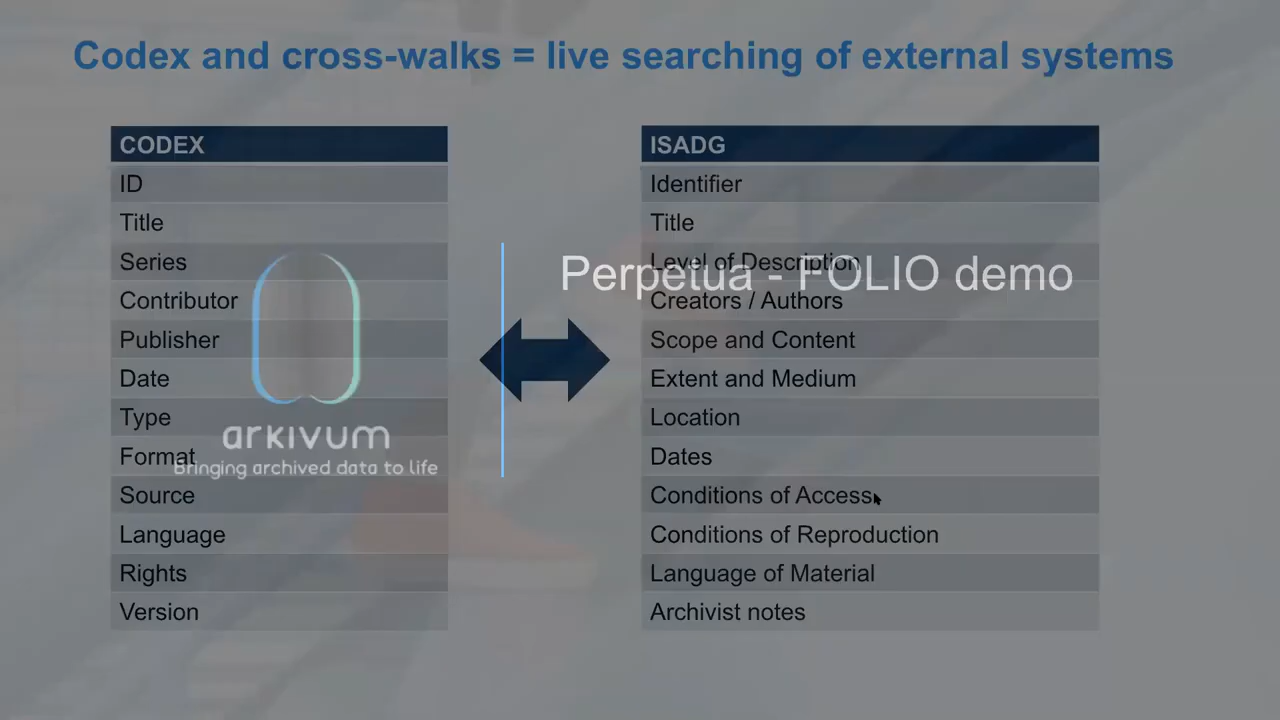 Codex and cross-walks = live searching of external systems
CODEX
ID
Title
Series
Contributor
Publisher
Date
Type
Format
Source
Language
Rights
Version
ISADG
Identifier
Title
Level of Description
Creators / Authors
Scope and Content
Extent and Medium
Location
Dates
Conditions of Access
Conditions of Reproduction
Language of Material
Archivist notes
arkivum
Bringing archived data to life
Perpetua - FOLIO demo